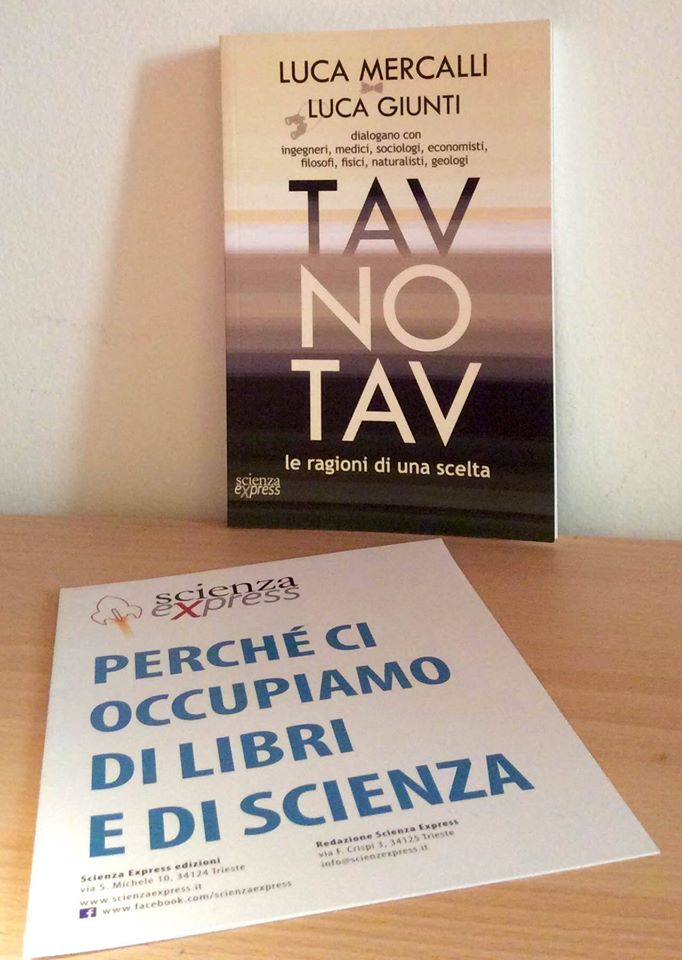 LUCA MERCALLI
LUCA GIUNTI
dialogano con
ingegneri, medici, sociologi, economisti,
filosofi, fisici, naturalisti, geologi
TAV
NO
TAV
le ragioni di una scelta
scienza
express
scienza
express
PERCHÉ CI
OCCUPIAMO
DI LIBRI
E DI SCIENZA
Scienza Express edizioni
via S. Michele 10, 34124 Trieste
www.scienzaexpress.it
www.facebook.com/scienzaexpress
Redazione Scienza Express
via F. Crispi 3, 34125 Trieste
info@scienzexpress.it